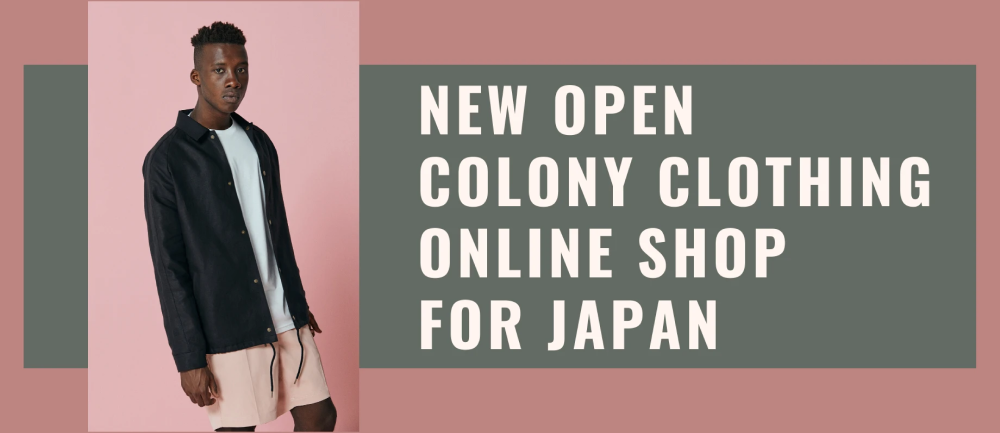 NEW OPEN
COLONY CLOTHING
ONLINE SHOP
FOR JAPAN